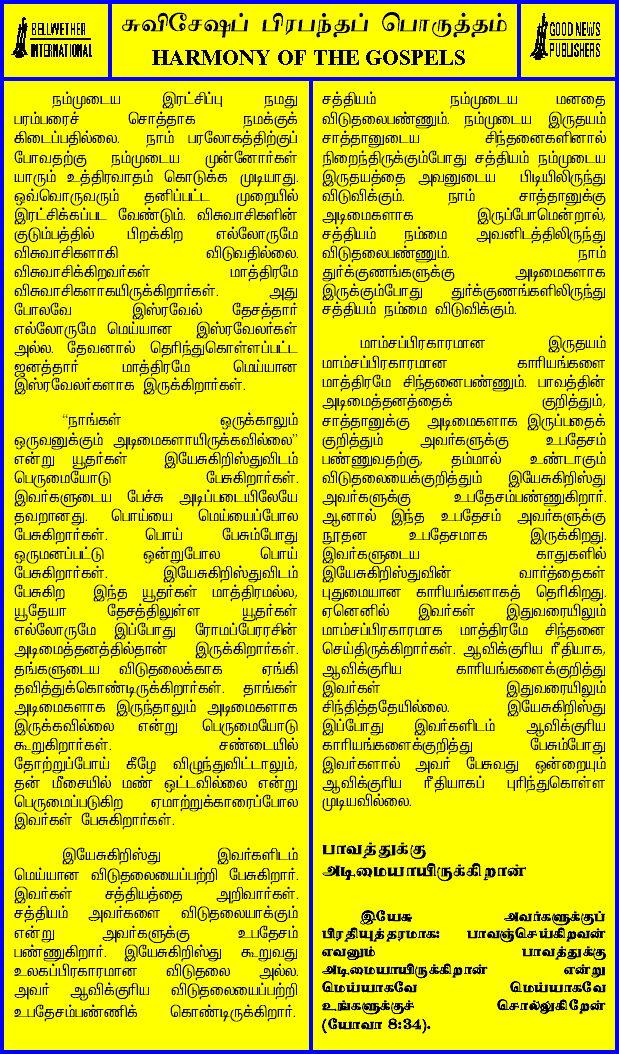 BELLWETHER
INTERNATIONAL
சுவிசேஷப் பிரபந்தப் பொருத்தம்
HARMONY OF THE GOSPELS
GOOD NEWS
PUBLISHERS
நம்முடைய இரட்சிப்பு நமது
பரம்பரைச் சொத்தாக நமக்குக்
கிடைப்பதில்லை. நாம் பரலோகத்திற்குப்
போவதற்கு நம்முடைய முன்னோர்கள்
யாரும் உத்திரவாதம் கொடுக்க முடியாது.
ஒவ்வொருவரும் தனிப்பட்ட முறையில்
இரட்சிக்கப்பட வேண்டும். விசுவாசிகளின்
குடும்பத்தில் பிறக்கிற எல்லோருமே
விசுவாசிகளாகி விடுவதில்லை.
விசுவாசிக்கிறவர்கள் மாத்திரமே
விசுவாசிகளாகயிருக்கிறார்கள். அது
போலவே இஸ்ரவேல் தேசத்தார்
எல்லோருமே மெய்யான இஸ்ரவேலர்கள்
அல்ல. தேவனால் தெரிந்துகொள்ளப்பட்ட
ஜனத்தார் மாத்திரமே மெய்யான
இஸ்ரவேலர்களாக இருக்கிறார்கள்.
“நாங்கள் ஒருக்காலும்
ஒருவனுக்கும் அடிமைகளாயிருக்கவில்லை”
என்று யூதர்கள் இயேசுகிறிஸ்துவிடம்
பெருமையோடு பேசுகிறார்கள்.
இவர்களுடைய பேச்சு அடிப்படையிலேயே
தவறானது. பொய்யை மெய்யைப்போல
பேசுகிறார்கள். பொய் பேசும்போது
ஒருமனப்பட்டு ஒன்றுபோல பொய்
பேசுகிறார்கள். இயேசுகிறிஸ்துவிடம்
பேசுகிற இந்த யூதர்கள் மாத்திரமல்ல,
யூதேயா தேசத்திலுள்ள யூதர்கள்
எல்லோருமே இப்போது ரோமப்பேரரசின்
அடிமைத்தனத்தில்தான் இருக்கிறார்கள்.
தங்களுடைய விடுதலைக்காக ஏங்கி
தவித்துக்கொண்டிருக்கிறார்கள். தாங்கள்
அடிமைகளாக இருந்தாலும் அடிமைகளாக
இருக்கவில்லை என்று பெருமையோடு
கூறுகிறார்கள். சண்டையில்
தோற்றுப்போய் கீழே விழுந்துவிட்டாலும்,
தன் மீசையில் மண் ஒட்டவில்லை என்று
பெருமைப்படுகிற ஏமாற்றுக்காரைப்போல
இவர்கள் பேசுகிறார்கள்.
இயேசுகிறிஸ்து இவர்களிடம்
மெய்யான விடுதலையைப்பற்றி பேசுகிறார்.
இவர்கள் சத்தியத்தை அறிவார்கள்.
சத்தியம் அவர்களை விடுதலையாக்கும்
என்று அவர்களுக்கு உபதேசம்
பண்ணுகிறார். இயேசுகிறிஸ்து கூறுவது
உலகப்பிரகாரமான விடுதலை அல்ல.
அவர் ஆவிக்குரிய விடுதலையைப்பற்றி
உபதேசம்பண்ணிக் கொண்டிருக்கிறார்.
சத்தியம் நம்முடைய மனதை
விடுதலைபண்ணும். நம்முடைய இருதயம்
சாத்தானுடைய சிந்தனைகளினால்
நிறைந்திருக்கும்போது சத்தியம் நம்முடைய
இருதயத்தை அவனுடைய பிடியிலிருந்து
விடுவிக்கும். நாம் சாத்தானுக்கு
அடிமைகளாக இருப்போமென்றால்,
சத்தியம் நம்மை அவனிடத்திலிருந்து
விடுதலைபண்ணும். நாம்
துர்க்குணங்களுக்கு அடிமைகளாக
இருக்கும்போது துர்க்குணங்களிலிருந்து
சத்தியம் நம்மை விடுவிக்கும்.
மாம்சப்பிரகாரமான இருதயம்
மாம்சப்பிரகாரமான காரியங்களை
மாத்திரமே சிந்தனைபண்ணும். பாவத்தின்
அடிமைத்தனத்தைக் குறித்தும்,
சாத்தானுக்கு அடிமைகளாக இருப்பதைக்
குறித்தும் அவர்களுக்கு உபதேசம்
பண்ணுவதற்கு, தம்மால் உண்டாகும்
விடுதலையைக்குறித்தும் இயேசுகிறிஸ்து
அவர்களுக்கு உபதேசம்பண்ணுகிறார்.
ஆனால் இந்த உபதேசம் அவர்களுக்கு
நூதன உபதேசமாக இருக்கிறது.
இவர்களுடைய காதுகளில்
இயேசுகிறிஸ்துவின் வார்த்தைகள்
புதுமையான காரியங்களாகத் தெரிகிறது.
ஏனெனில் இவர்கள் இதுவரையிலும்
மாம்சப்பிரகாரமாக மாத்திரமே சிந்தனை
செய்திருக்கிறார்கள். ஆவிக்குரிய ரீதியாக,
ஆவிக்குரிய காரியங்களைக்குறித்து
இவர்கள் இதுவரையிலும்
சிந்தித்ததேயில்லை. இயேசுகிறிஸ்து
இப்போது இவர்களிடம் ஆவிக்குரிய
காரியங்களைக்குறித்து பேசும்போது
இவர்களால் அவர் பேசுவது ஒன்றையும்
ஆவிக்குரிய ரீதியாகப் புரிந்துகொள்ள
முடியவில்லை.
பாவத்துக்கு
அடிமையாயிருக்கிறான்
இயேசு அவர்களுக்குப்
பிரதியுத்தரமாக: பாவஞ்செய்கிறவன்
எவனும் பாவத்துக்கு
அடிமையாயிருக்கிறான் என்று
மெய்யாகவே மெய்யாகவே
உங்களுக்குச் சொல்லுகிறேன்
(யோவா 8:34).